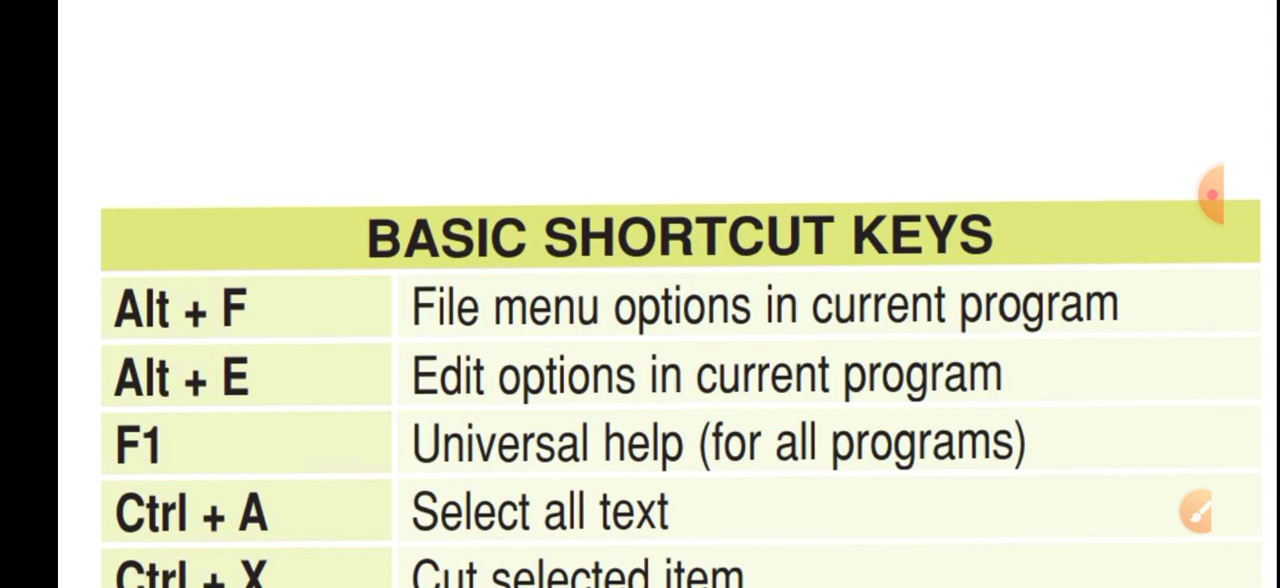 BASIC SHORTCUT KEYS
Alt + F File menu options in current program
Alt + E Edit options in current program
F1 Universal help (for all programs)
Ctrl + A Select all text
Ctrl + X Cut selected item